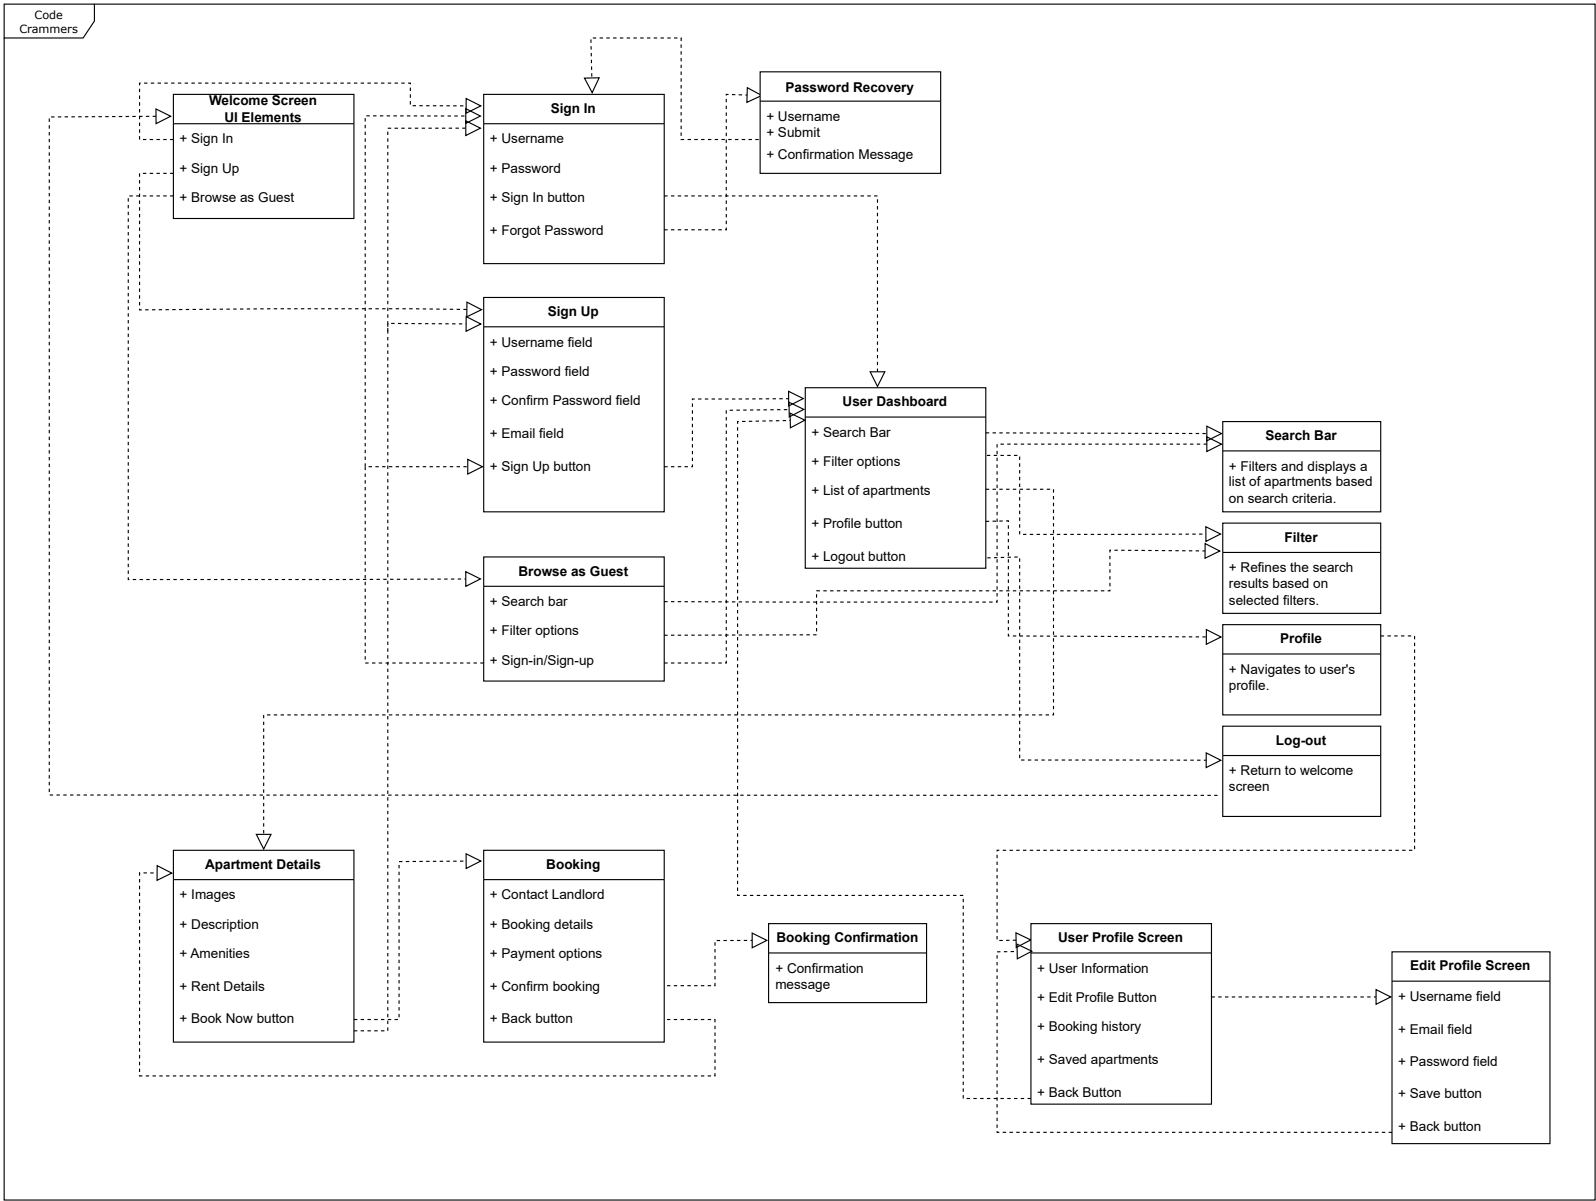 Code
Crammers
Welcome Screen
UI Elements
+ Sign In
+ Sign Up
+ Browse as Guest
Sign In
+ Username
+ Password
+ Sign In button
+ Forgot Password
Password Recovery
+ Username
+ Submit
+ Confirmation Message
Sign Up
+ Username field
+ Password field
+ Confirm Password field
+ Email field
+ Sign Up button
User Dashboard
+ Search Bar
+ Filter options
+ List of apartments
+ Profile button
+ Logout button
Search Bar
+ Filters and displays a
list of apartments based
on search criteria.
Filter
+ Refines the search
results based on
selected filters.
Browse as Guest
+ Search bar
+ Filter options
+ Sign-in/Sign-up
Profile
+ Navigates to user's
profile.
Log-out
+ Return to welcome
screen
Apartment Details
+ Images
+ Description
+ Amenities
+ Rent Details
+ Book Now button
Booking
+ Contact Landlord
+ Booking details
+ Payment options
+ Confirm booking
+ Back button
Booking Confirmation
+ Confirmation
message
User Profile Screen
+ User Information
+ Edit Profile Button
+ Booking history
+ Saved apartments
+ Back Button
Edit Profile Screen
+ Username field
+ Email field
+ Password field
+ Save button
+ Back button